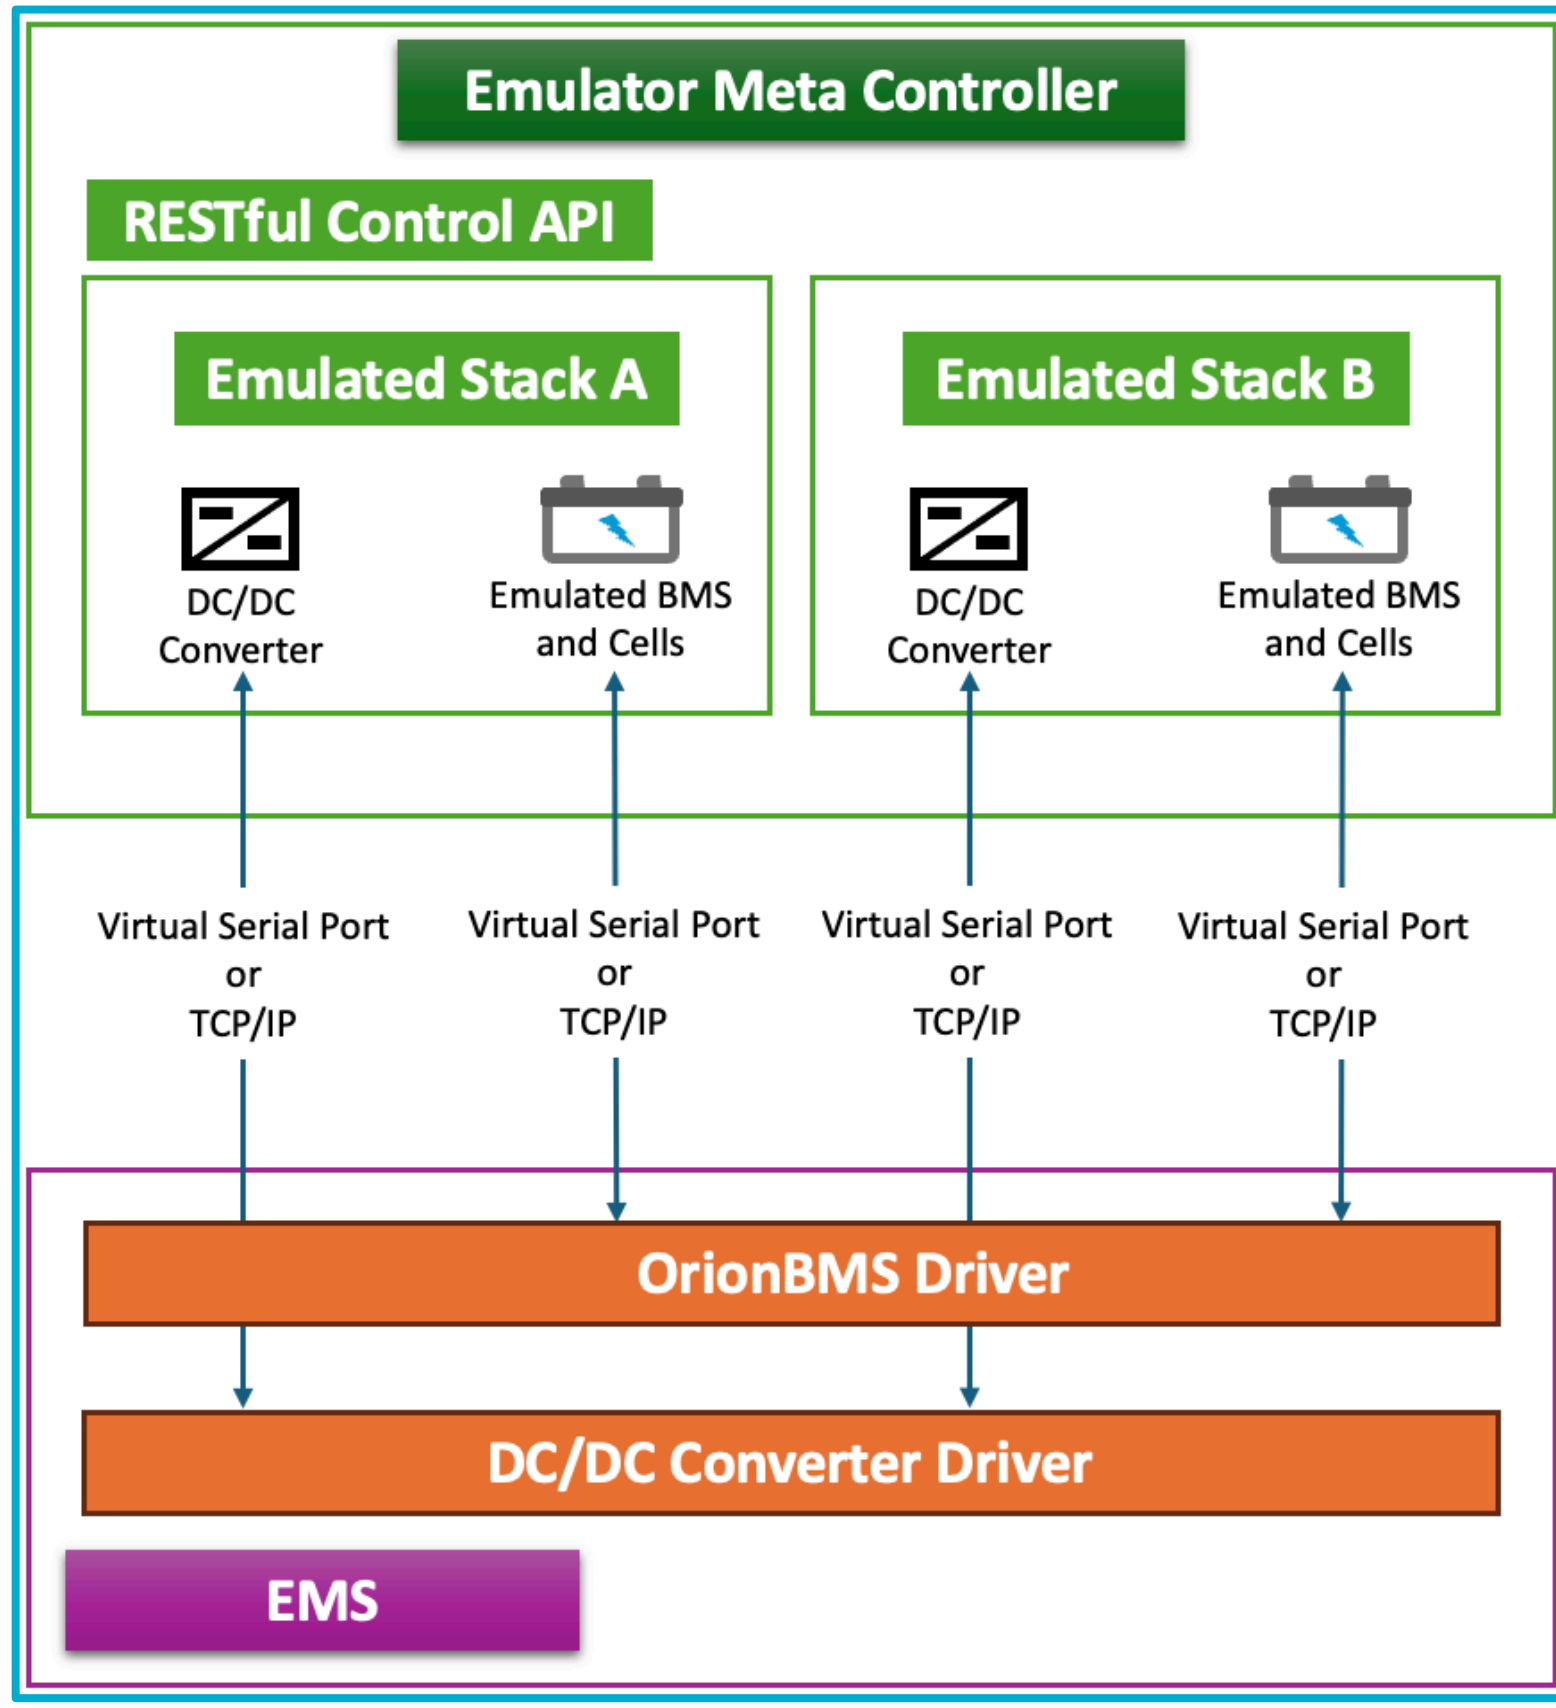 Emulator Meta Controller
RESTful Control API
Emulated Stack A
DC/DC
Converter
Emulated BMS
and Cells
Emulated Stack B
DC/DC
Converter
Emulated BMS
and Cells
Virtual Serial Port
or
TCP/IP
Virtual Serial Port
or
TCP/IP
Virtual Serial Port
or
TCP/IP
Virtual Serial Port
or
TCP/IP
OrionBMS Driver
DC/DC Converter Driver
EMS